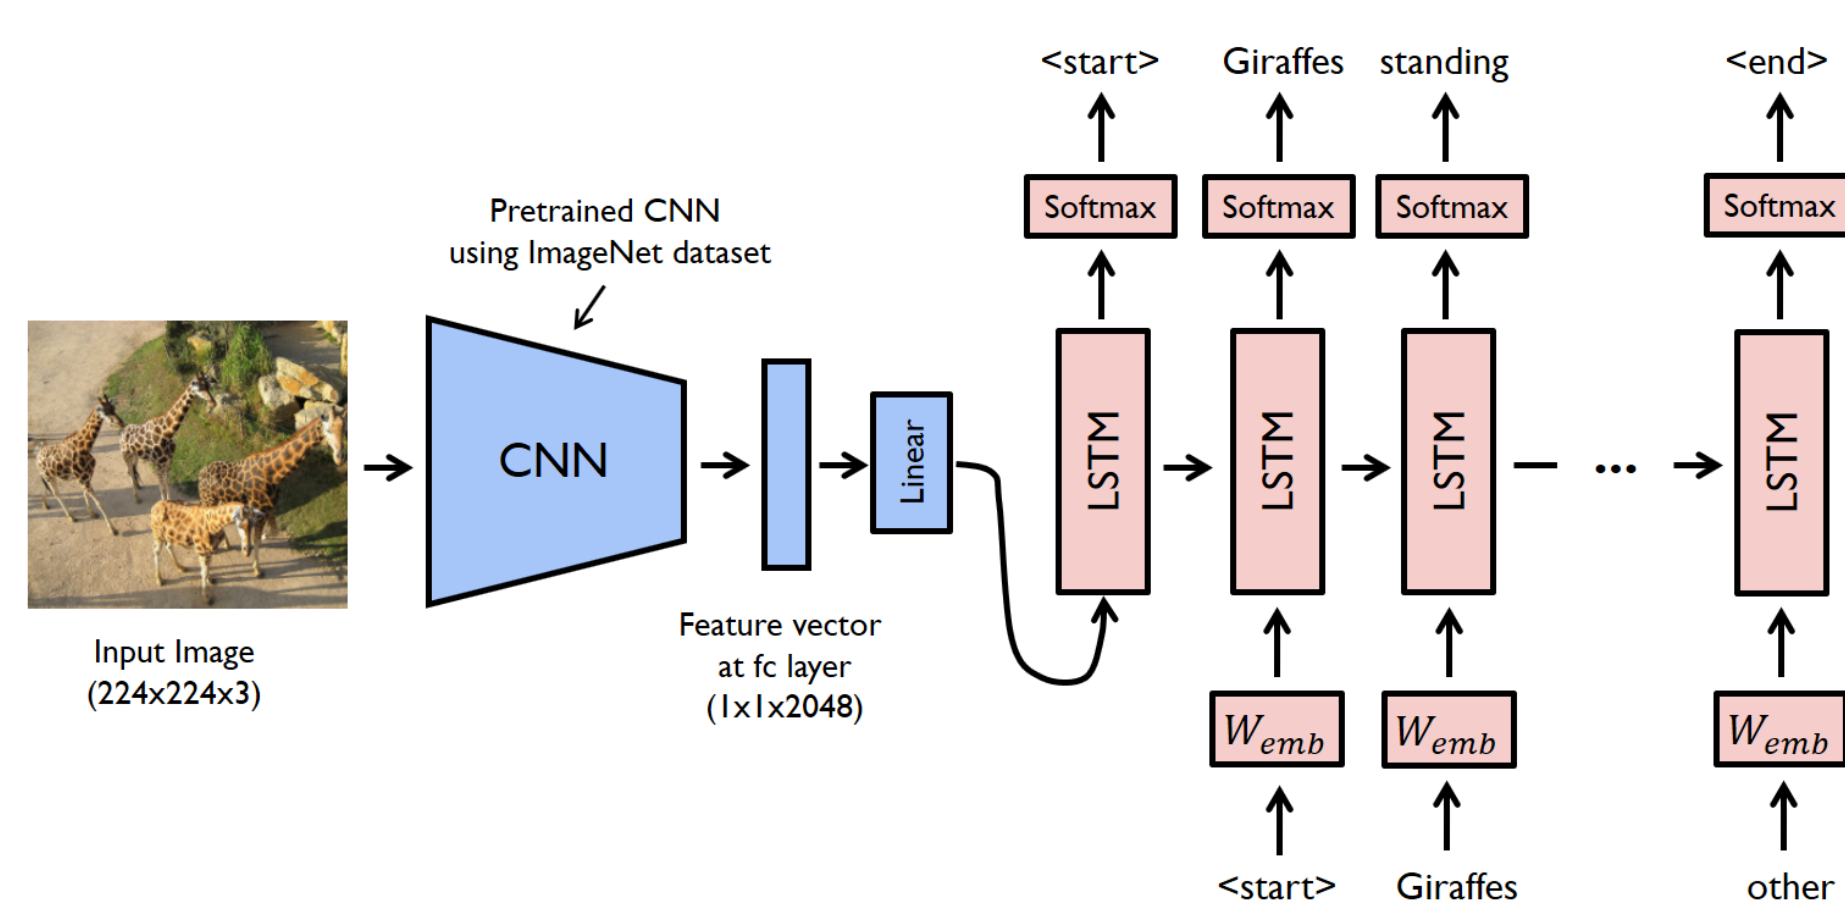 <start> Giraffes standing <end>
Softmax Softmax Softmax Softmax
Pretrained CNN
using ImageNet dataset
CNN
Linear
LSTM LSTM LSTM ... LSTM
Input Image
(224x224x3)
Feature vector
at fc layer
(1x1x2048)
W_emb W_emb W_emb
<start> Giraffes other